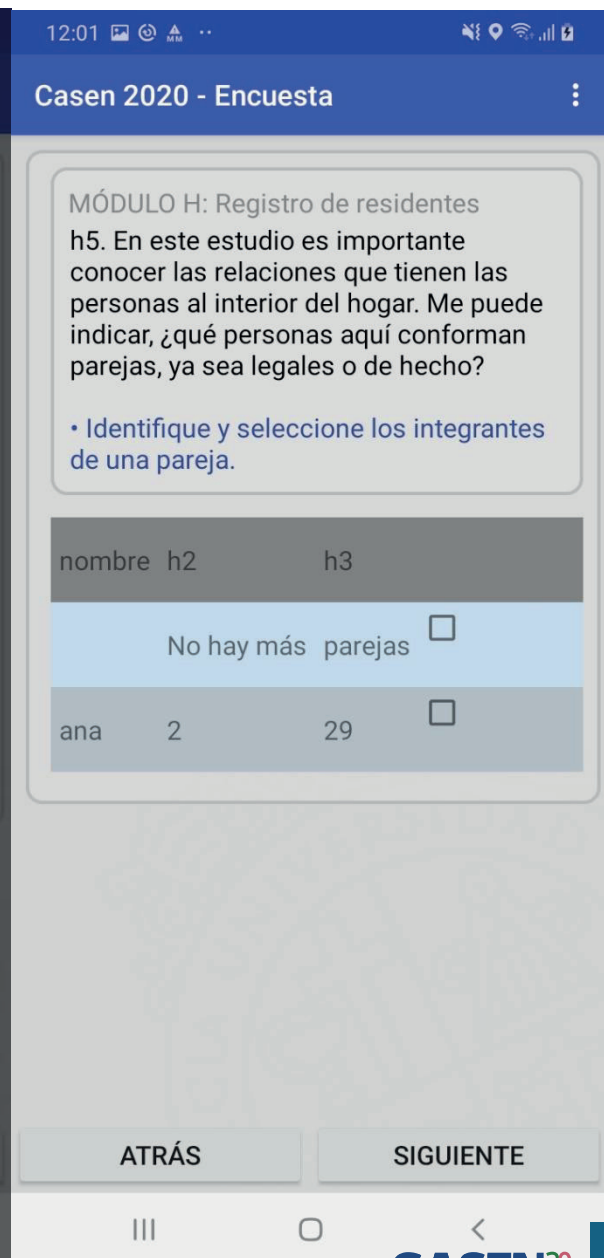 12:01
Casen 2020 - Encuesta
MÓDULO H: Registro de residentes
h5. En este estudio es importante
conocer las relaciones que tienen las
personas al interior del hogar. Me puede
indicar, ¿qué personas aquí conforman
parejas, ya sea legales o de hecho?
• Identifique y seleccione los integrantes
de una pareja.
nombre h2 h3
No hay más parejas
ana 2 29
ATRÁS SIGUIENTE